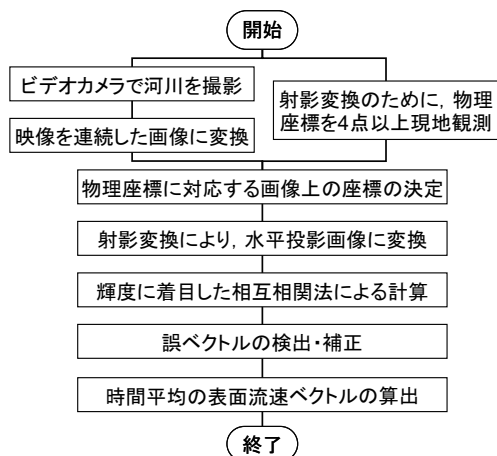 開始
ビデオカメラで河川を撮影
映像を連続した画像に変換
射影変換のために，物理
座標を4点以上現地観測
物理座標に対応する画像上の座標の決定
射影変換により，水平投影画像に変換
輝度に着目した相互相関法による計算
誤ベクトルの検出・補正
時間平均の表面流速ベクトルの算出
終了